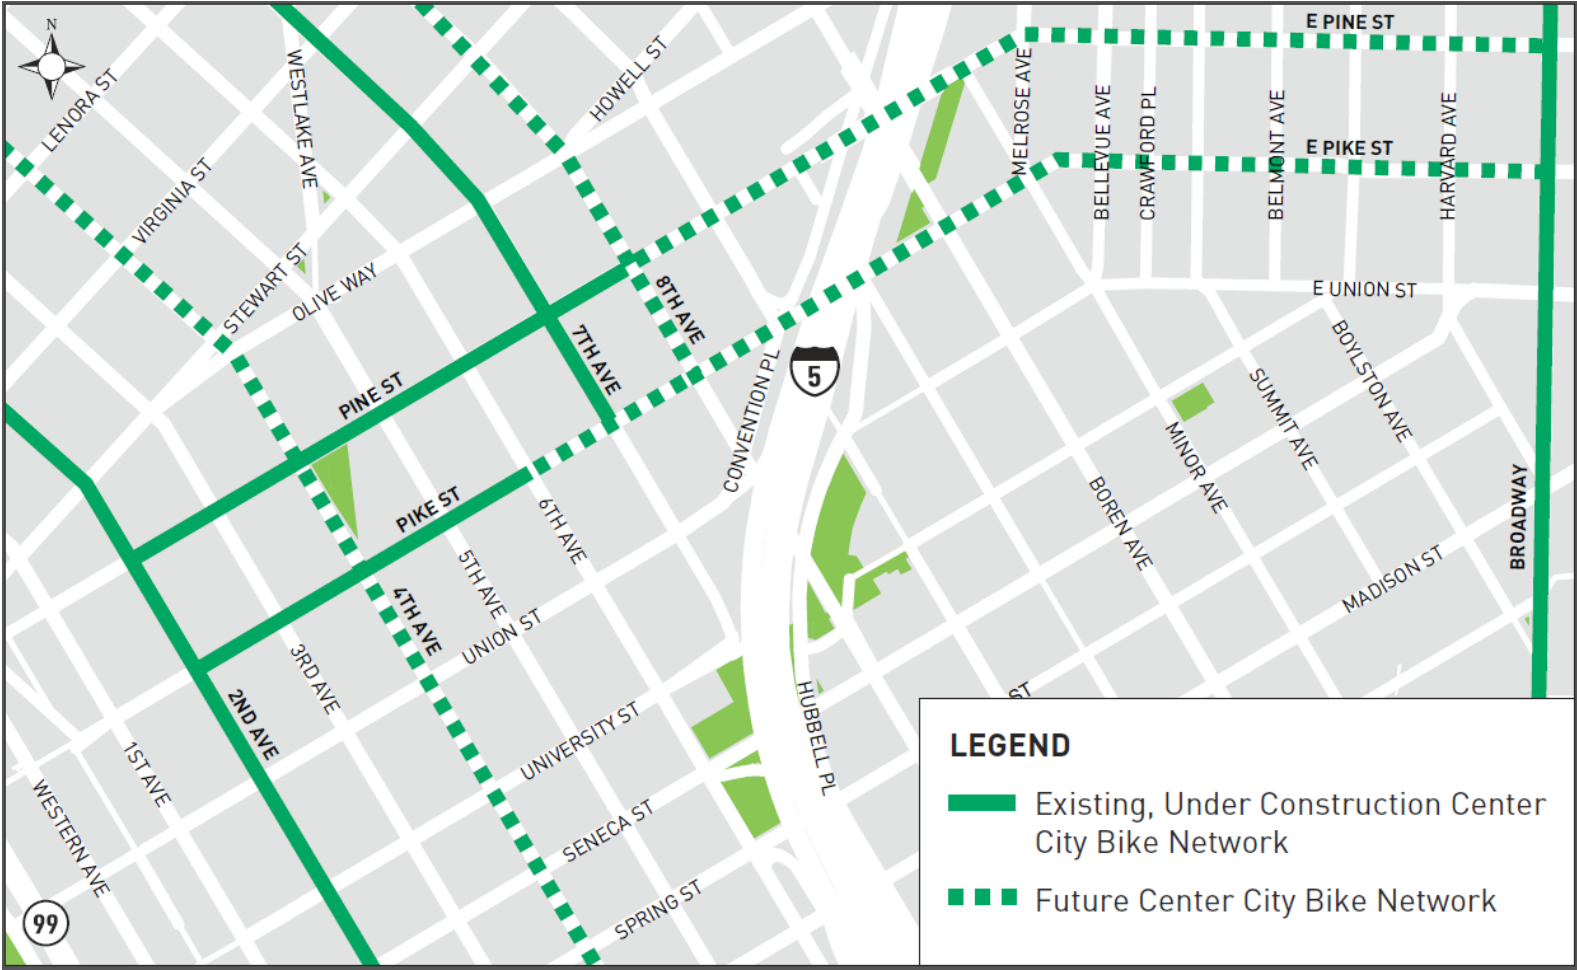 N
E PINE ST
LENORA ST
WESTLAKE AVE
HOWELL ST
MELROSE AVE
BELLEVUE AVE
CRAWFORD PL
BELMONT AVE
HARVARD AVE
E PIKE ST
VIRGINIA ST
STEWART ST
OLIVE WAY
8TH AVE
7TH AVE
E UNION ST
PINE ST
5
CONVENTION PL
BOYLSTON AVE
SUMMIT AVE
MINOR AVE
BOREN AVE
BROADWAY
PIKE ST
6TH AVE
5TH AVE
4TH AVE
UNION ST
MADISON ST
3RD AVE
2ND AVE
1ST AVE
WESTERN AVE
UNIVERSITY ST
HUBBELL PL
ST
SENECA ST
SPRING ST
99
LEGEND
Existing, Under Construction Center
City Bike Network
Future Center City Bike Network